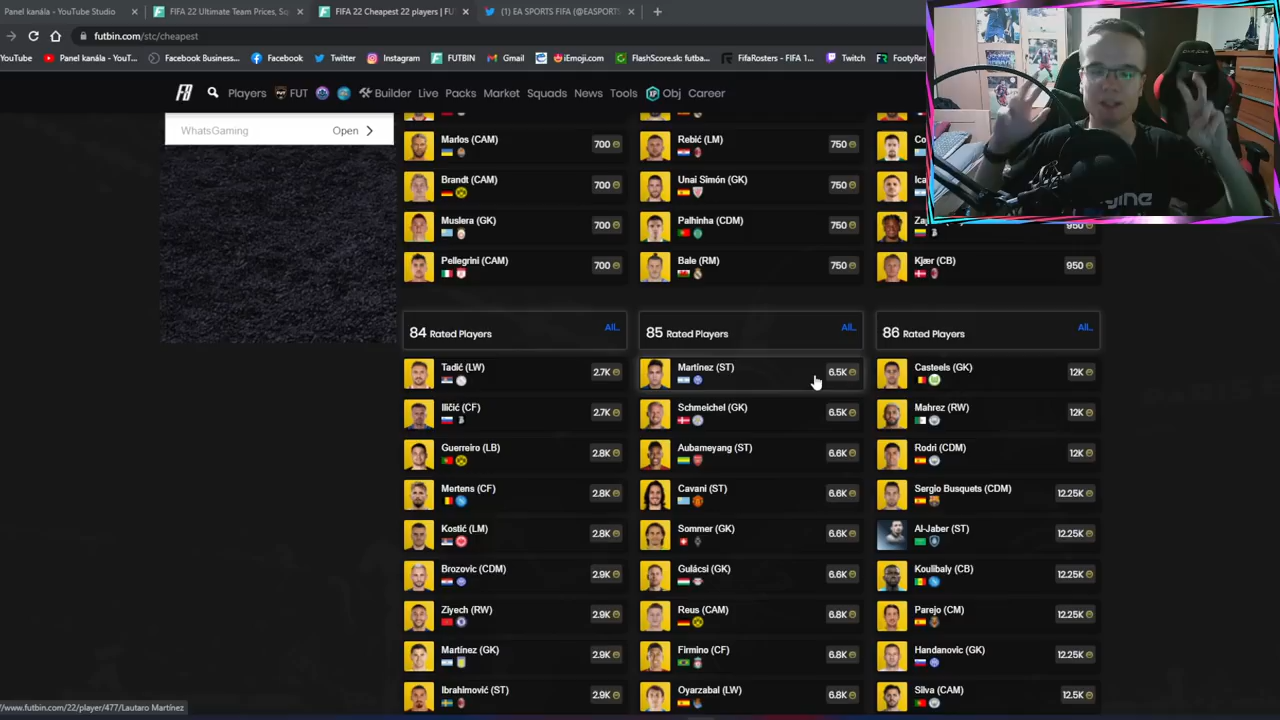 Panel kanála - YouTube Studio
FIFA 22 Ultimate Team Prices, Sq
FIFA 22 Cheapest 22 players | FU
(1) EA SPORTS FIFA (@EASPORTS
futbin.com/stc/cheapest
YouTube
Panel kanála - YouT...
Facebook Business...
Facebook
Twitter
Instagram
FUTBIN
Gmail
iEmoji.com
FlashScore.sk: futba...
FifaRosters - FIFA 1...
Twitch
FootyRe
FB Players FUT Builder Live Packs Market Squads News Tools Obj Career
WhatsGaming Open
Marlos (CAM) 700
Rebić (LM) 750
Co
Brandt (CAM) 700
Unai Simón (GK) 750
Ica
Muslera (GK) 700
Palhinha (CDM) 750
Za
Pellegrini (CAM) 700
Bale (RM) 750
Kjær (CB) 950
950
84 Rated Players All..
85 Rated Players All..
86 Rated Players All..
Tadić (LW) 2.7K
Martínez (ST) 6.5K
Casteels (GK) 12K
Iličić (CF) 2.7K
Schmeichel (GK) 6.5K
Mahrez (RW) 12K
Guerreiro (LB) 2.8K
Aubameyang (ST) 6.6K
Rodri (CDM) 12K
Mertens (CF) 2.8K
Cavani (ST) 6.6K
Sergio Busquets (CDM) 12.25K
Kostić (LM) 2.8K
Sommer (GK) 6.6K
Al-Jaber (ST) 12.25K
Brozovic (CDM) 2.9K
Gulácsi (GK) 6.6K
Koulibaly (CB) 12.25K
Ziyech (RW) 2.9K
Reus (CAM) 6.8K
Parejo (CM) 12.25K
Martínez (GK) 2.9K
Firmino (CF) 6.8K
Handanovic (GK) 12.25K
Ibrahimović (ST) 2.9K
Oyarzabal (LW) 6.8K
Silva (CAM) 12.5K
/www.futbin.com/22/player/477/Lautaro Martínez